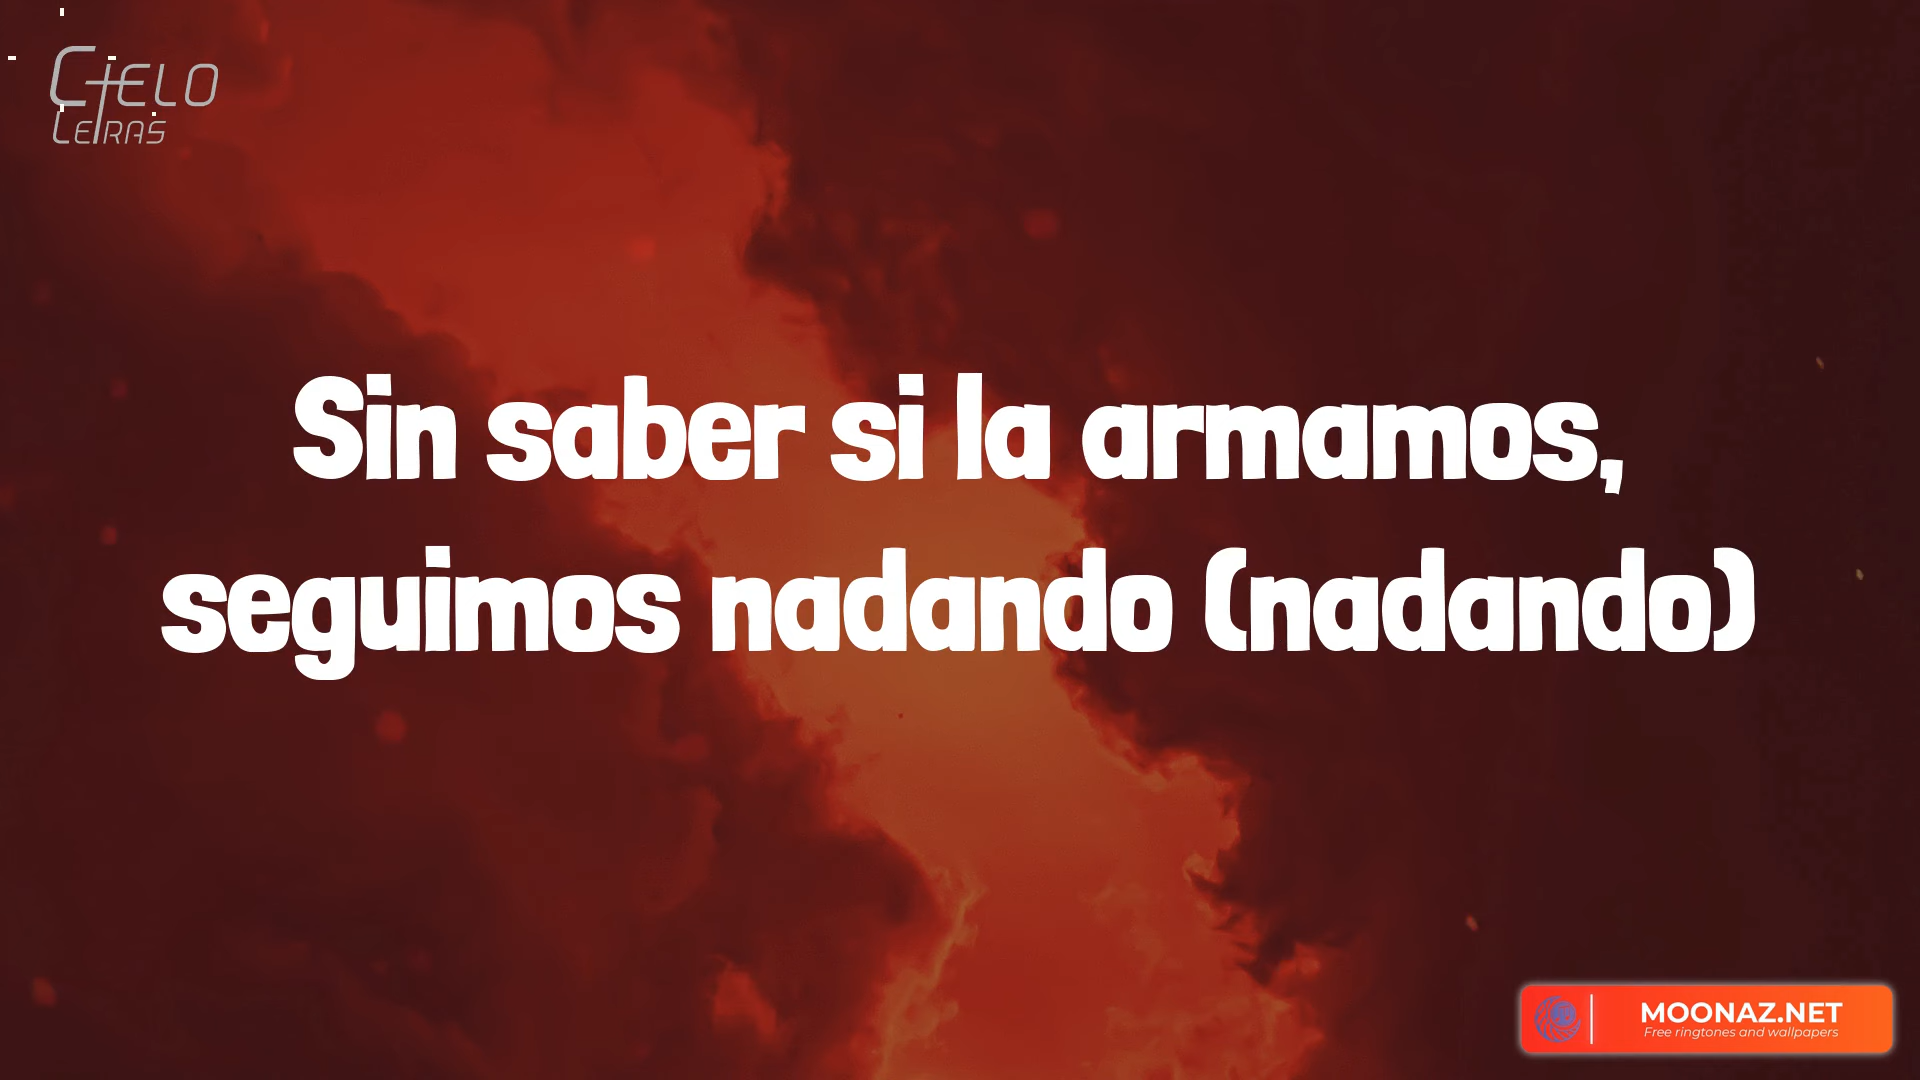 CIELO
LETRAS
Sin saber si la armamos,
seguimos nadando (nadando)
MOONAZ.NET
Free ringtones and wallpapers